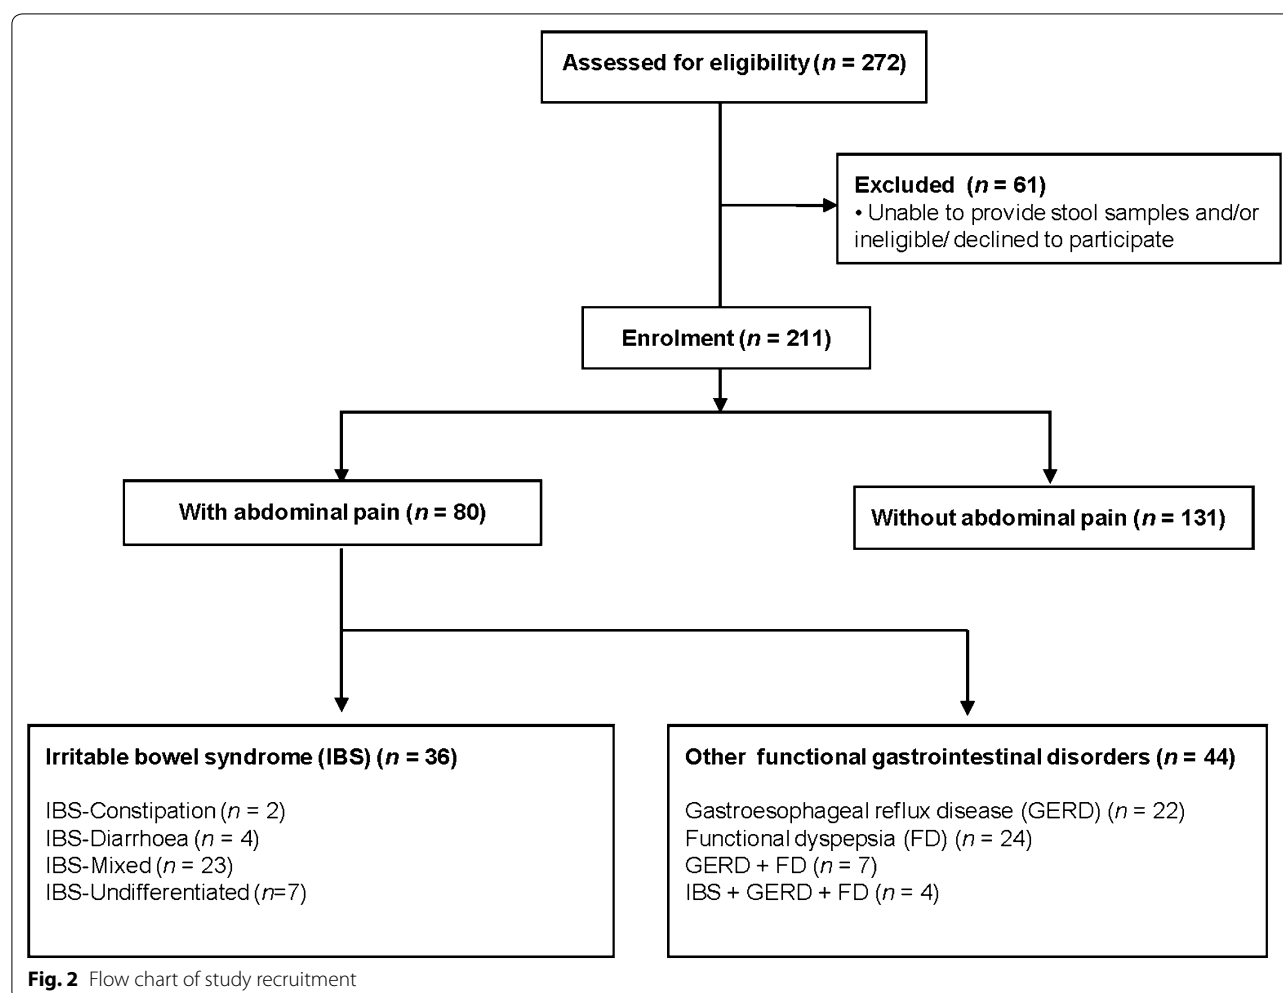 Assessed for eligibility (n = 272)
Excluded (n = 61)
• Unable to provide stool samples and/or
ineligible/ declined to participate
Enrolment (n = 211)
With abdominal pain (n = 80)
Without abdominal pain (n = 131)
Irritable bowel syndrome (IBS) (n = 36)
IBS-Constipation (n = 2)
IBS-Diarrhoea (n = 4)
IBS-Mixed (n = 23)
IBS-Undifferentiated (n=7)
Other functional gastrointestinal disorders (n = 44)
Gastroesophageal reflux disease (GERD) (n = 22)
Functional dyspepsia (FD) (n = 24)
GERD + FD (n = 7)
IBS + GERD + FD (n = 4)
Fig. 2 Flow chart of study recruitment